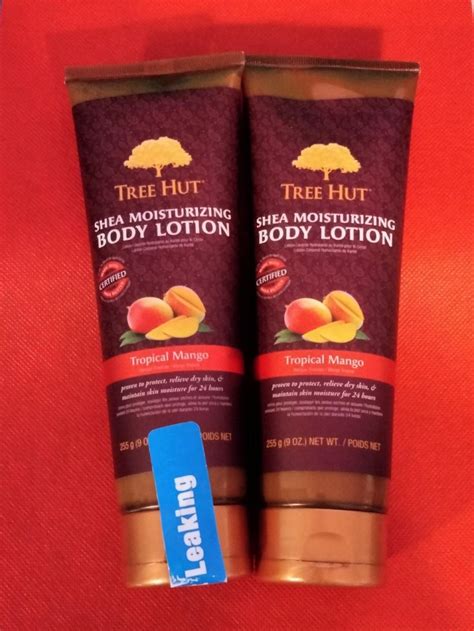 TREE HUT
SHEA MOISTURIZING
BODY LOTION
CERTIFIED
Tropical Mango
proven to protect, relieve dry skin, &
maintain skin moisture for 24 hours
255 g (9 O
POIDS NET
Leaking
TREE HUT
SHEA MOISTURIZING
BODY LOTION
CERTIFIED
Tropical Mango
proven to protect, relieve dry skin, &
maintain skin moisture for 24 hours
255 g (9 OZ.) NET WT. / POIDS NET